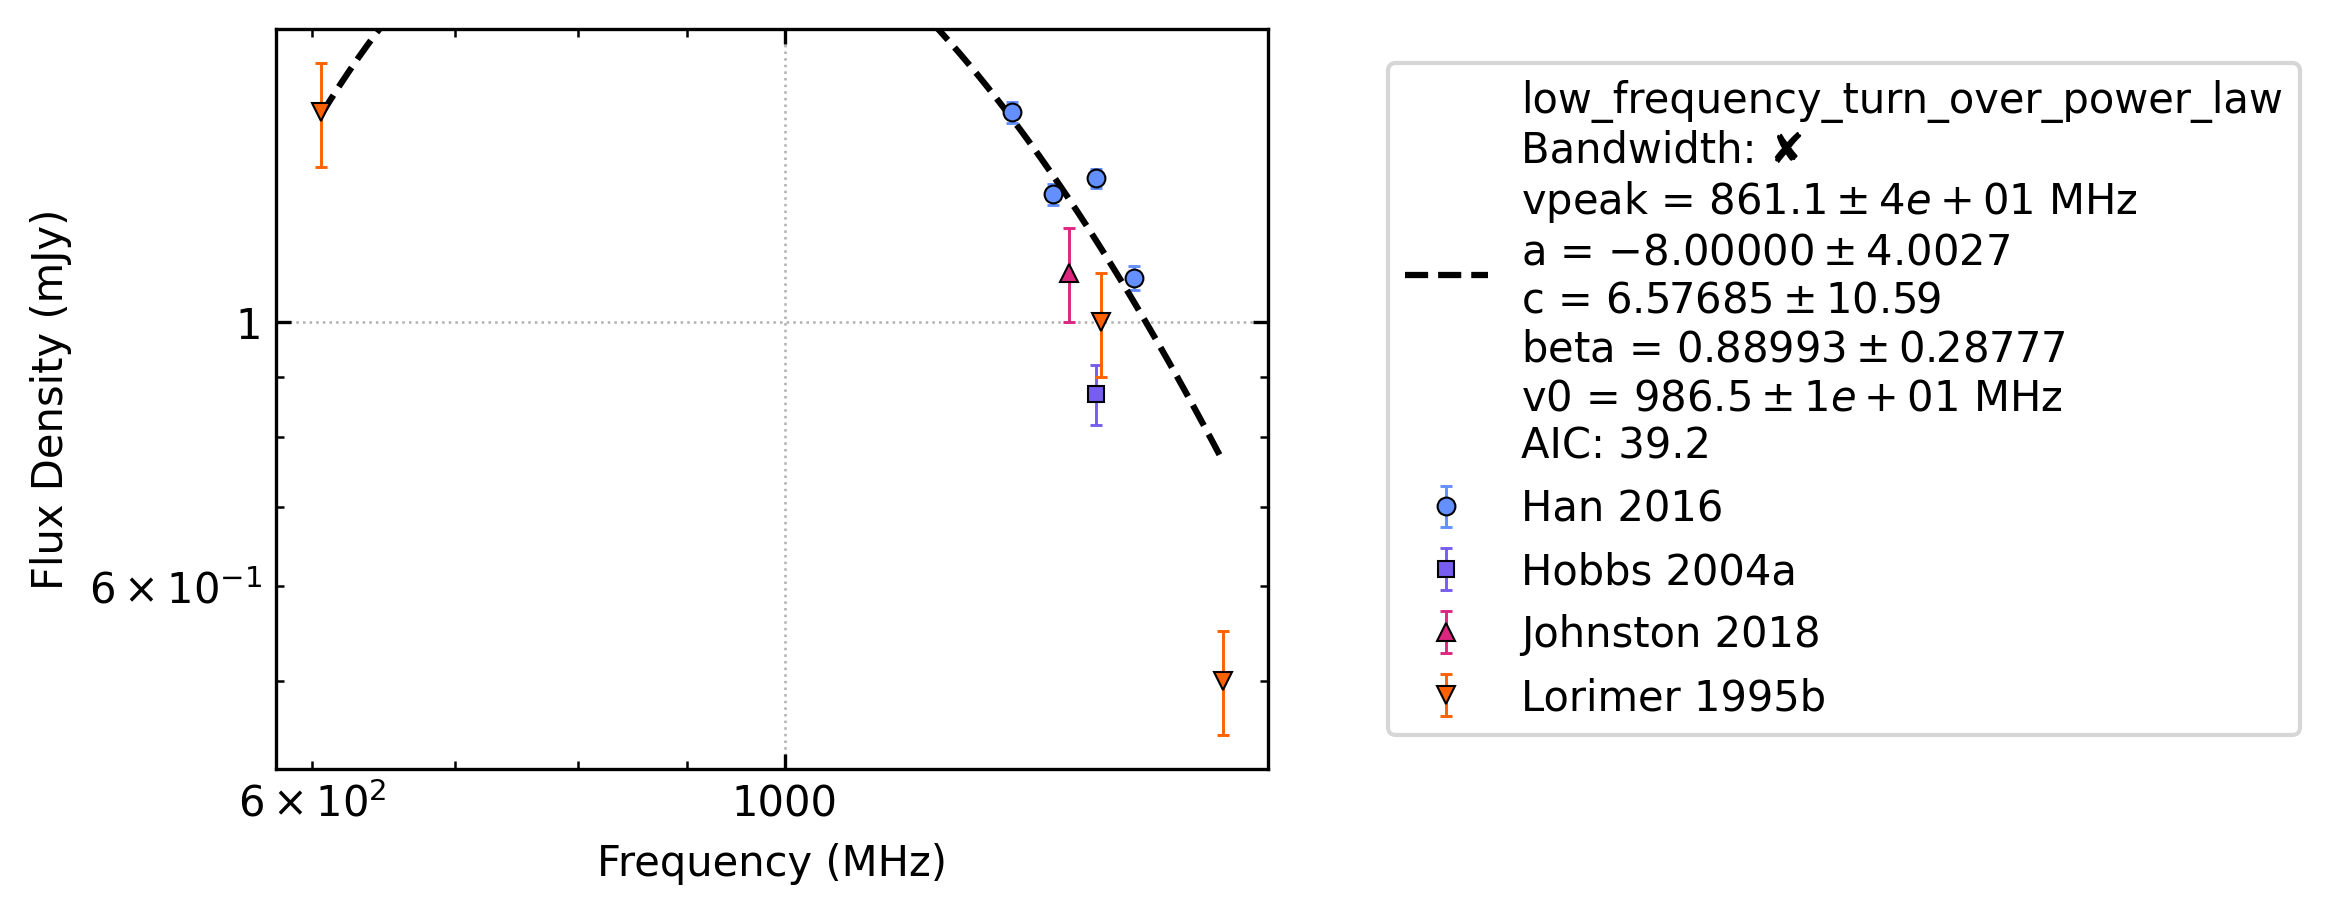 Flux Density (mJy)
1
6 × 10⁻¹
6 × 10²
1000
Frequency (MHz)
low_frequency_turn_over_power_law
Bandwidth: ✘
vpeak = 861.1 ± 4e + 01 MHz
a = −8.00000 ± 4.0027
c = 6.57685 ± 10.59
beta = 0.88993 ± 0.28777
v0 = 986.5 ± 1e + 01 MHz
AIC: 39.2
Han 2016
Hobbs 2004a
Johnston 2018
Lorimer 1995b